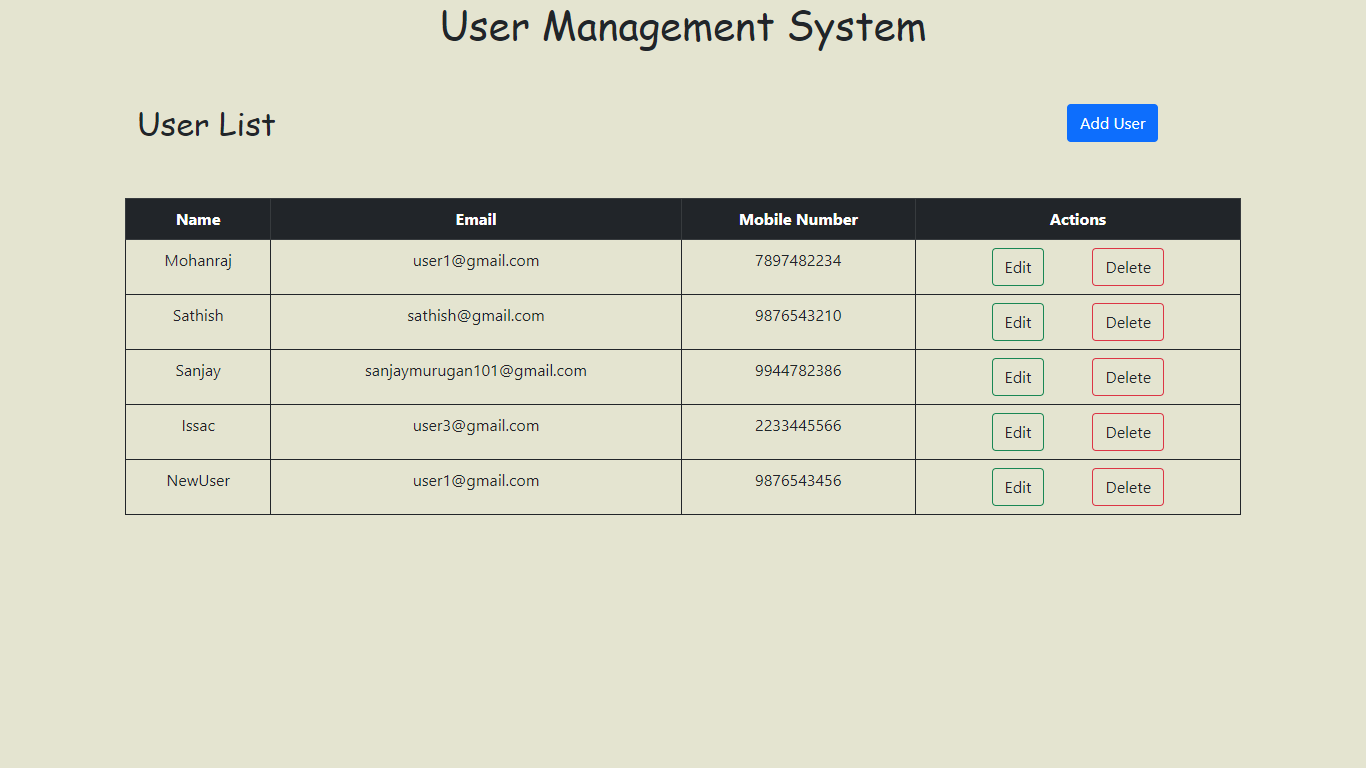 User Management System
User List
Add User
Name Email Mobile Number Actions
Mohanraj user1@gmail.com 7897482234 Edit Delete
Sathish sathish@gmail.com 9876543210 Edit Delete
Sanjay sanjaymurugan101@gmail.com 9944782386 Edit Delete
Issac user3@gmail.com 2233445566 Edit Delete
NewUser user1@gmail.com 9876543456 Edit Delete